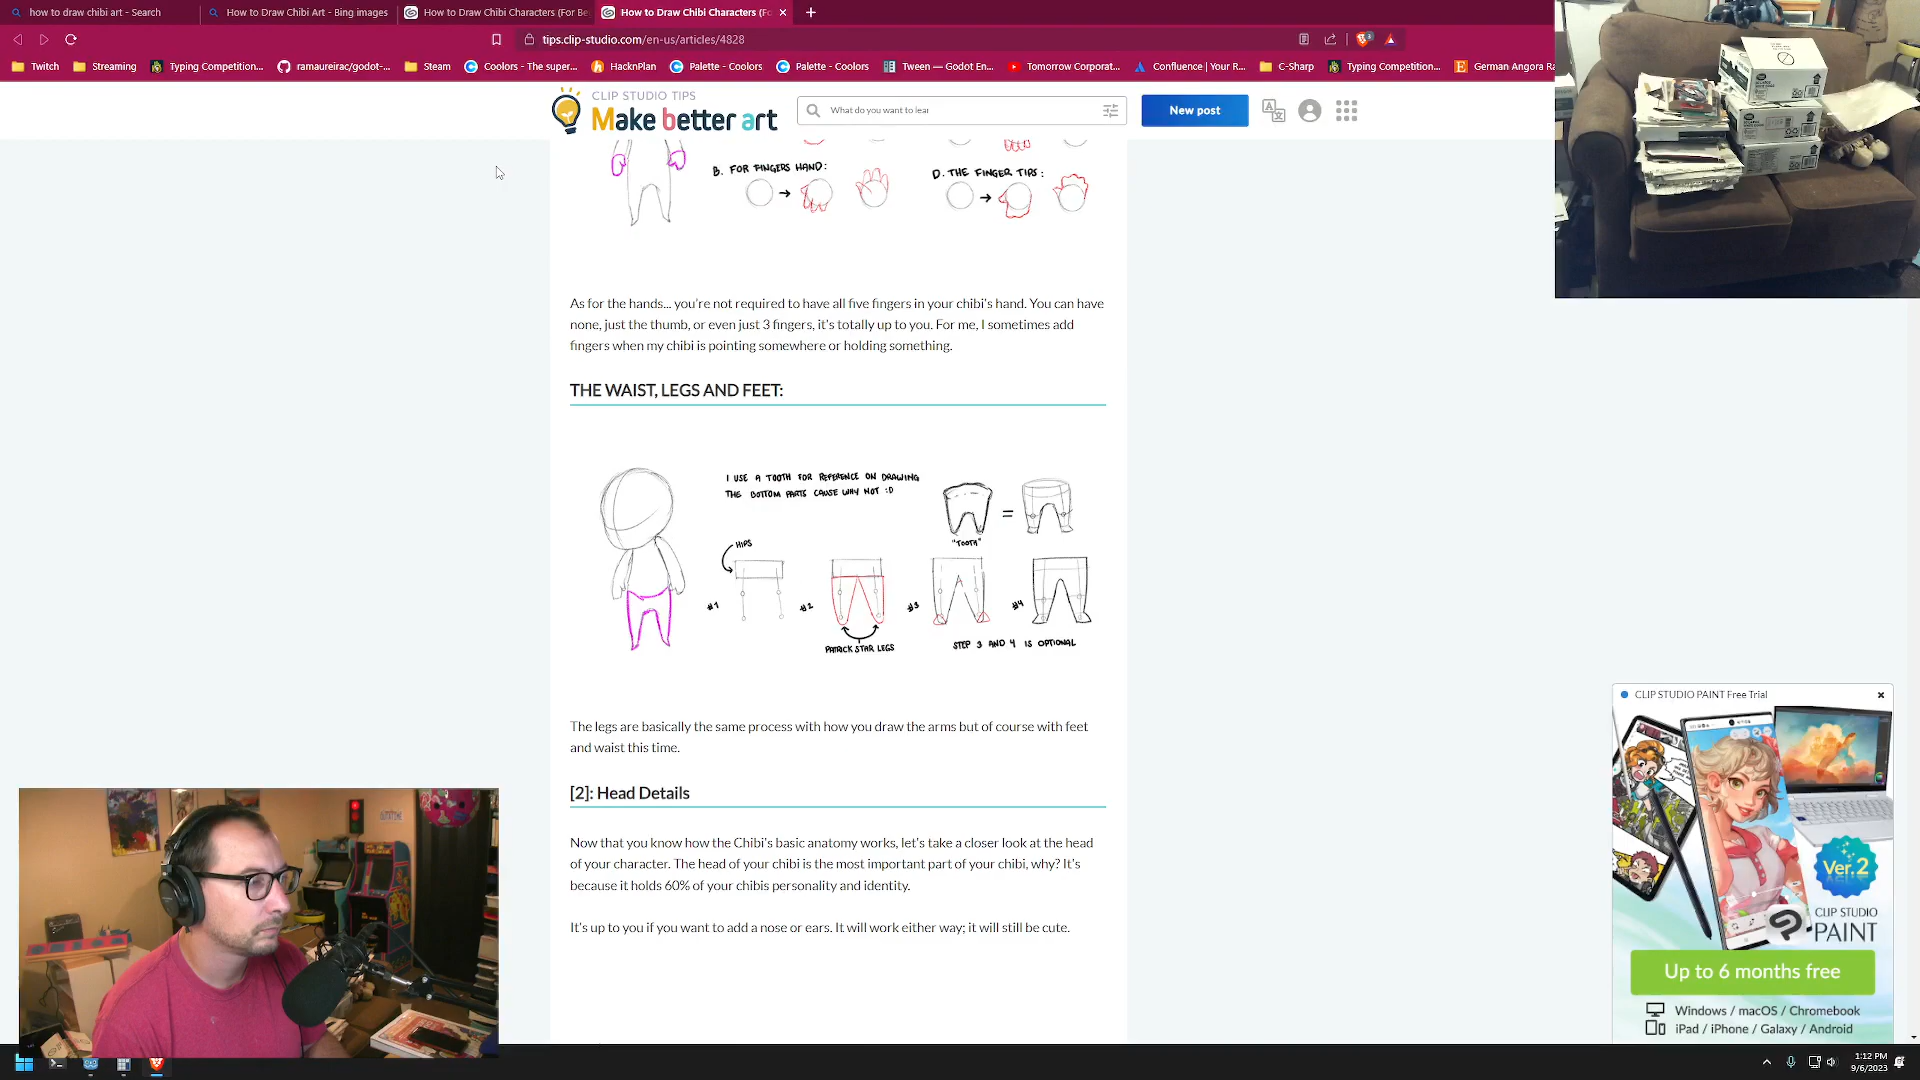 how to draw chibi art - Search
How to Draw Chibi Art - Bing images
How to Draw Chibi Characters (For Be
How to Draw Chibi Characters (Fo
tips.clip-studio.com/en-us/articles/4828
Twitch
Streaming
Typing Competition...
ramaureirac/godot-...
Steam
Coolors - The super...
HacknPlan
Palette - Coolors
Palette - Coolors
Tween — Godot En...
Tomorrow Corporat...
Confluence | Your R...
C-Sharp
Typing Competition...
German Angora Ra
CLIP STUDIO TIPS
Make better art
What do you want to lear
New post
B. FOR FINGERS HAND:
D. THE FINGER TIPS:
As for the hands... you're not required to have all five fingers in your chibi's hand. You can have
none, just the thumb, or even just 3 fingers, it's totally up to you. For me, I sometimes add
fingers when my chibi is pointing somewhere or holding something.
THE WAIST, LEGS AND FEET:
I USE A TOOTH FOR REFERENCE ON DRAWING
THE BOTTOM PARTS CAUSE WHY NOT :D
=
"TOOTH"
HIPS
#1
#2
#3
#4
PATRICK STAR LEGS
STEP 3 AND 4 IS OPTIONAL
The legs are basically the same process with how you draw the arms but of course with feet
and waist this time.
[2]: Head Details
Now that you know how the Chibi's basic anatomy works, let's take a closer look at the head
of your character. The head of your chibi is the most important part of your chibi, why? It's
because it holds 60% of your chibis personality and identity.
It's up to you if you want to add a nose or ears. It will work either way; it will still be cute.
CLIP STUDIO PAINT Free Trial
Ver.2
CLIP STUDIO
PAINT
Up to 6 months free
Windows / macOS / Chromebook
iPad / iPhone / Galaxy / Android
1:12 PM
9/6/2023